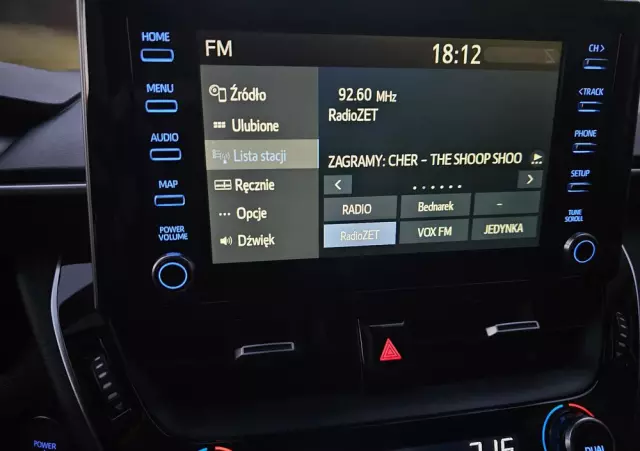 HOME
MENU
AUDIO
MAP
POWER
VOLUME
FM
18:12
Źródło
Ulubione
Lista stacji
Ręcznie
Opcje
Dźwięk
92.60 MHz
RadioZET
ZAGRAMY: CHER – THE SHOOP SHOO
< >
RADIO Bednarek –
RadioZET VOX FM JEDYNKA
CH >
< TRACK
PHONE
SETUP
TUNE
SCROLL
POWER
DUAL